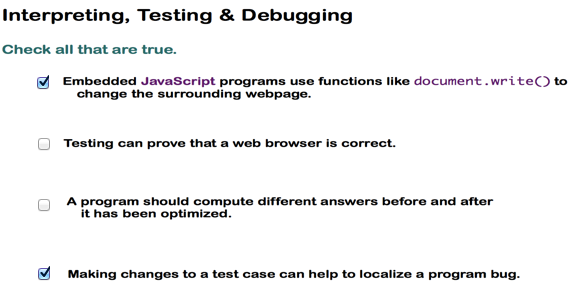 Interpreting, Testing & Debugging
Check all that are true.
Embedded JavaScript programs use functions like document.write() to
change the surrounding webpage.
Testing can prove that a web browser is correct.
A program should compute different answers before and after
it has been optimized.
Making changes to a test case can help to localize a program bug.